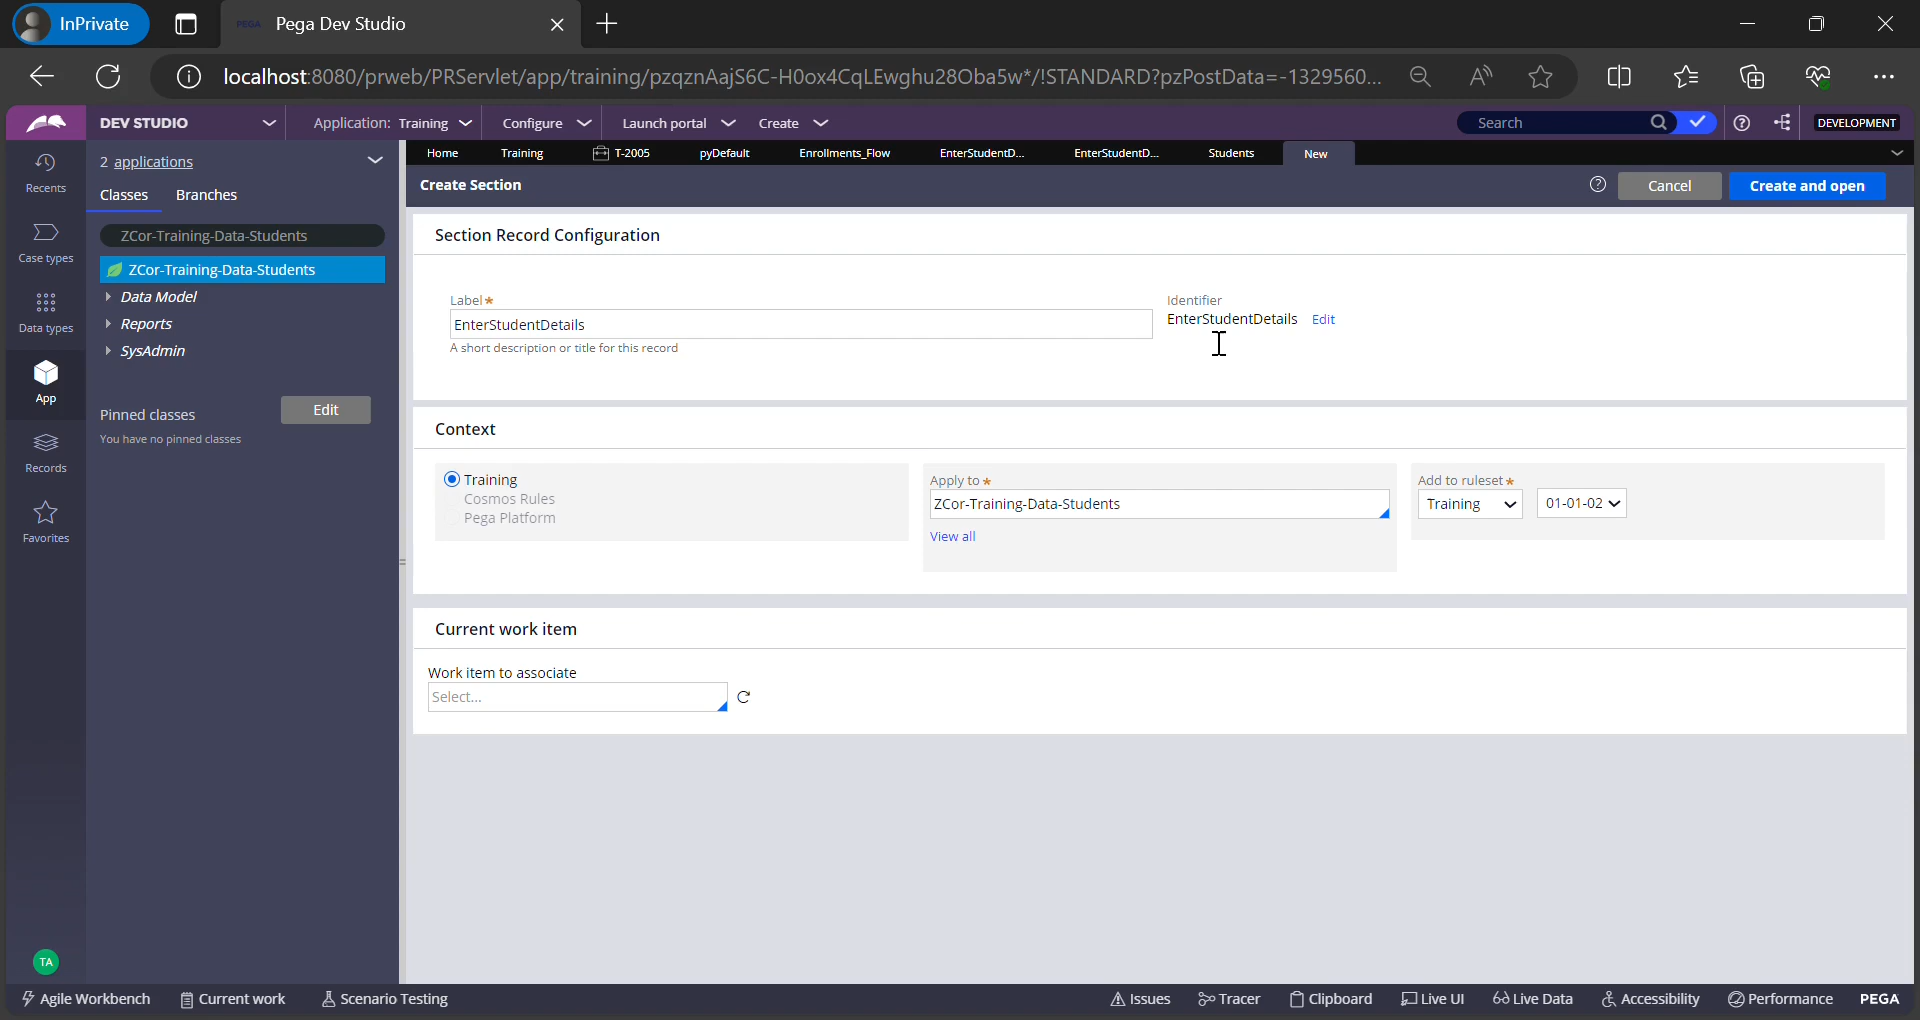 InPrivate
PEGA Pega Dev Studio
localhost:8080/prweb/PRServlet/app/training/pzqznAajS6C-H0ox4CqLEwghu28Oba5w*/!STANDARD?pzPostData=-1329560...
DEV STUDIO
Application: Training
Configure
Launch portal
Create
Search
DEVELOPMENT
Recents
Case types
Data types
App
Records
Favorites
TA
2 applications
Classes Branches
ZCor-Training-Data-Students
ZCor-Training-Data-Students
Data Model
Reports
SysAdmin
Pinned classes
Edit
You have no pinned classes
Home Training T-2005 pyDefault Enrollments_Flow EnterStudentD... EnterStudentD... Students New
Create Section
Cancel
Create and open
Section Record Configuration
Label*
EnterStudentDetails
A short description or title for this record
Identifier
EnterStudentDetails Edit
Context
Training
Cosmos Rules
Pega Platform
Apply to*
ZCor-Training-Data-Students
View all
Add to ruleset*
Training 01-01-02
Current work item
Work item to associate
Select...
Agile Workbench Current work Scenario Testing
Issues Tracer Clipboard Live UI Live Data Accessibility Performance PEGA